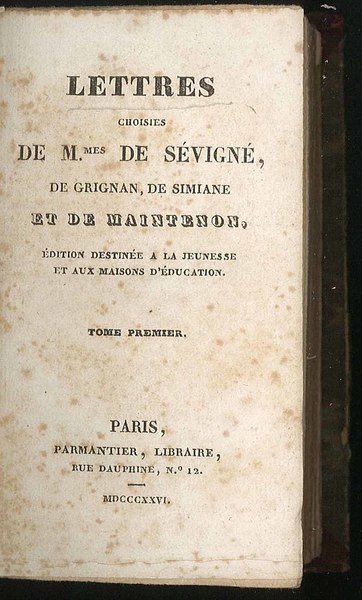 LETTRES
CHOISIES
DE M.MES DE SÉVIGNÉ,
DE GRIGNAN, DE SIMIANE
ET DE MAINTENON,
ÉDITION DESTINÉE A LA JEUNESSE
ET AUX MAISONS D'ÉDUCATION.
TOME PREMIER.
PARIS,
PARMANTIER, LIBRAIRE,
RUE DAUPHINE, N.º 12.
MDCCCXXVI.